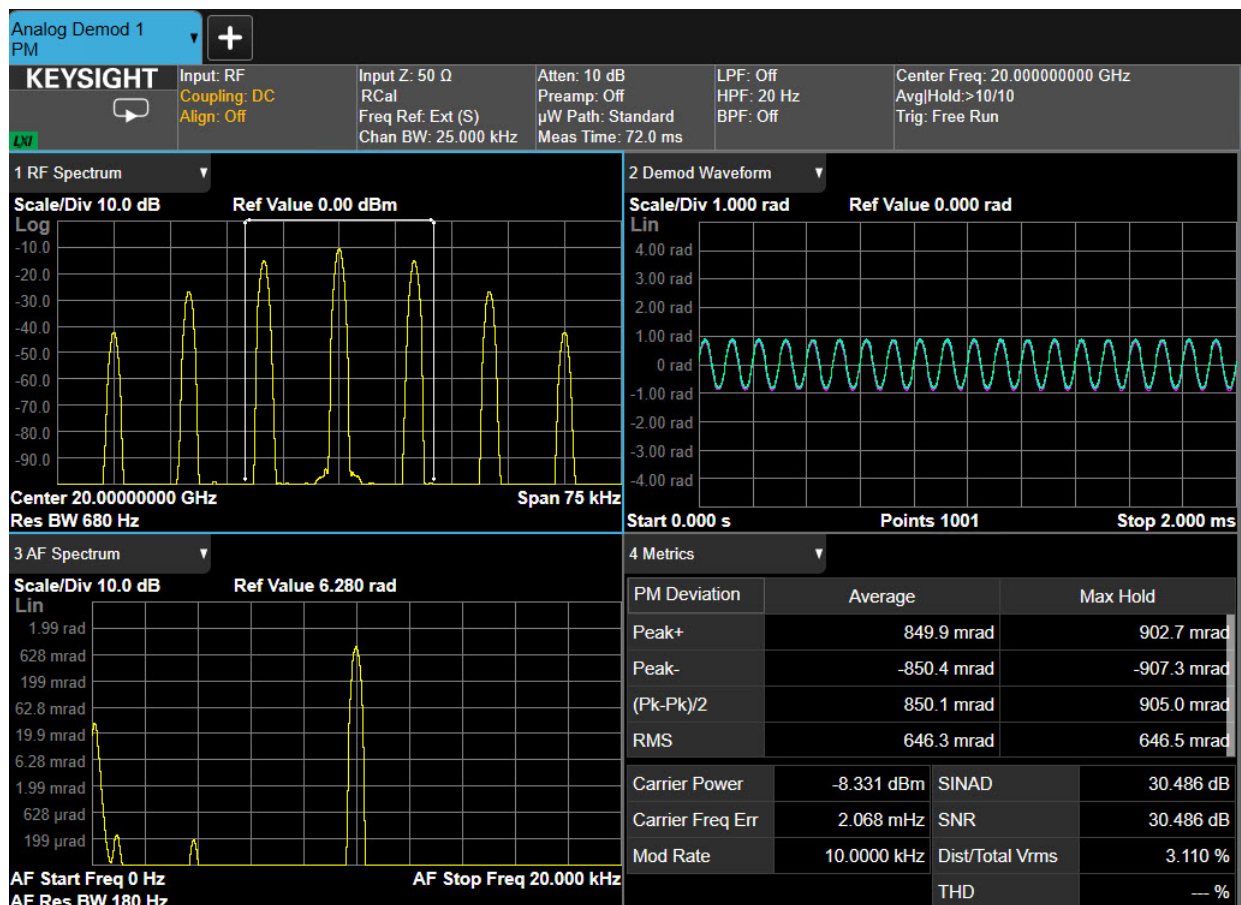 Analog Demod 1
PM
KEYSIGHT
LXI
Input: RF
Coupling: DC
Align: Off
Input Z: 50 Ω
RCal
Freq Ref: Ext (S)
Chan BW: 25.000 kHz
Atten: 10 dB
Preamp: Off
µW Path: Standard
Meas Time: 72.0 ms
LPF: Off
HPF: 20 Hz
BPF: Off
Center Freq: 20.000000000 GHz
Avg|Hold:>10/10
Trig: Free Run
1 RF Spectrum
Scale/Div 10.0 dB Ref Value 0.00 dBm
Log
-10.0
-20.0
-30.0
-40.0
-50.0
-60.0
-70.0
-80.0
-90.0
Center 20.00000000 GHz Span 75 kHz
Res BW 680 Hz
2 Demod Waveform
Scale/Div 1.000 rad Ref Value 0.000 rad
Lin
4.00 rad
3.00 rad
2.00 rad
1.00 rad
0 rad
-1.00 rad
-2.00 rad
-3.00 rad
-4.00 rad
Start 0.000 s Points 1001 Stop 2.000 ms
3 AF Spectrum
Scale/Div 10.0 dB Ref Value 6.280 rad
Lin
1.99 rad
628 mrad
199 mrad
62.8 mrad
19.9 mrad
6.28 mrad
1.99 mrad
628 µrad
199 µrad
AF Start Freq 0 Hz AF Stop Freq 20.000 kHz
AF Res BW 180 Hz
4 Metrics
PM Deviation Average Max Hold
Peak+ 849.9 mrad 902.7 mrad
Peak- -850.4 mrad -907.3 mrad
(Pk-Pk)/2 850.1 mrad 905.0 mrad
RMS 646.3 mrad 646.5 mrad
Carrier Power -8.331 dBm SINAD 30.486 dB
Carrier Freq Err 2.068 mHz SNR 30.486 dB
Mod Rate 10.0000 kHz Dist/Total Vrms 3.110 %
THD --- %